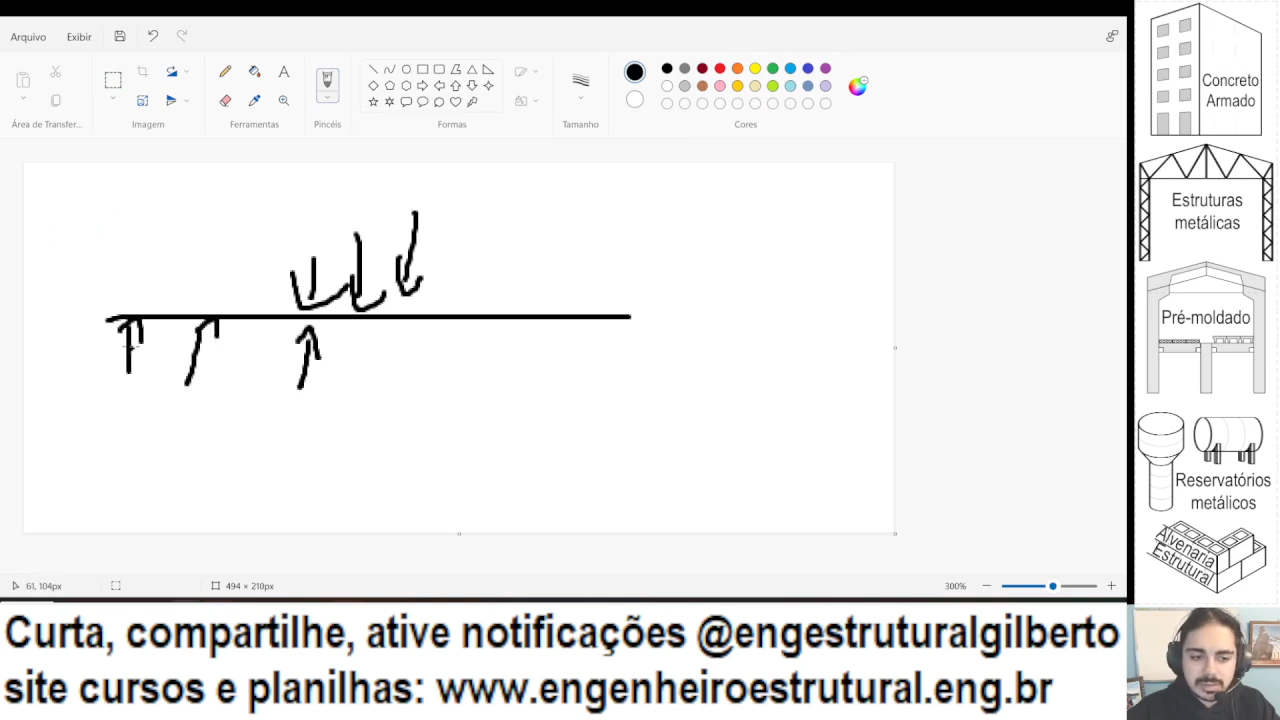 Arquivo
Exibir
Área de Transfer...
Imagem
Ferramentas
Pincéis
Formas
Tamanho
Cores
61, 104px
494 × 210px
300%
Concreto
Armado
Estruturas
metálicas
Pré-moldado
Reservatórios
metálicos
Alvenaria
Estrutural
Curta, compartilhe, ative notificações @engestruturalgilberto
site cursos e planilhas: www.engenheiroestrutural.eng.br